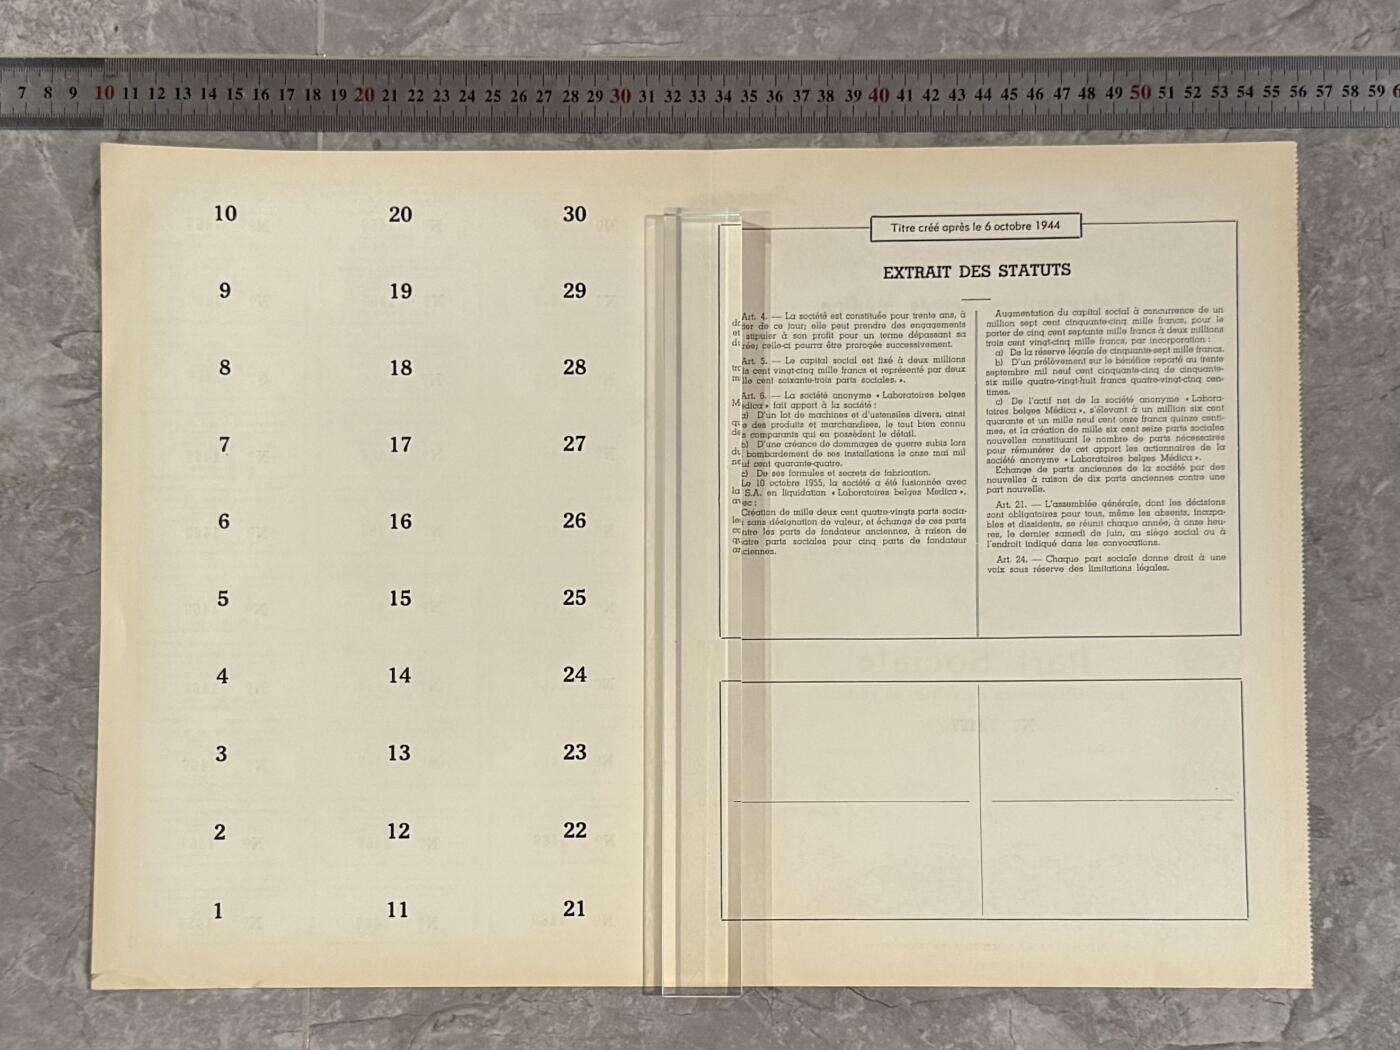 7 8 9 10 11 12 13 14 15 16 17 18 19 20 21 22 23 24 25 26 27 28 29 30 31 32 33 34 35 36 37 38 39 40 41 42 43 44 45 46 47 48 49 50 51 52 53 54 55 56 57 58 59 6
10 20 30
9 19 29
8 18 28
7 17 27
6 16 26
5 15 25
4 14 24
3 13 23
2 12 22
1 11 21
Titre créé après le 6 octobre 1944
EXTRAIT DES STATUTS
Art. 4. — La société est constituée pour trente ans, à
dater de ce jour; elle peut prendre des engagements
et stipuler à son profit pour un terme dépassant sa
durée; celle-ci pourra être prorogée successivement.
Art. 5. — Le capital social est fixé à deux millions
trois cent vingt-cinq mille francs et représenté par deux
mille cent soixante-trois parts sociales. ».
Art. 6. — La société anonyme « Laboratoires belges
Médica » fait apport à la société :
a) D'un lot de machines et d'ustensiles divers, ainsi
que des produits et marchandises, le tout bien connu
des comparants qui en possèdent le détail.
b) D'une créance de dommages de guerre subis lors
du bombardement de ses installations le onze mai mil
neuf cent quarante-quatre.
c) De ses formules et secrets de fabrication.
Le 10 octobre 1955, la société a été fusionnée avec
la S.A. en liquidation « Laboratoires belges Medica »,
avec :
Création de mille deux cent quatre-vingts parts socia-
les sans désignation de valeur, et échange de ces parts
contre les parts de fondateur anciennes, à raison de
quatre parts sociales pour cinq parts de fondateur
anciennes.
Augmentation du capital social à concurrence de un
million sept cent cinquante-cinq mille francs, pour le
porter de cinq cent septante mille francs à deux millions
trois cent vingt-cinq mille francs, par incorporation :
a) De la réserve légale de cinquante-sept mille francs.
b) D'un prélèvement sur le bénéfice reporté au trente
septembre mil neuf cent cinquante-cinq de cinquante-
six mille quatre-vingt-huit francs quatre-vingt-cinq cen-
times.
c) De l'actif net de la société anonyme « Labora-
toires belges Médica », s'élevant à un million six cent
quarante et un mille neuf cent onze francs quinze centi-
mes, et la création de mille six cent seize parts sociales
nouvelles constituant le nombre de parts nécessaires
pour rémunérer de cet apport les actionnaires de la
société anonyme « Laboratoires belges Médica ».
Echange de parts anciennes de la société par des
nouvelles à raison de dix parts anciennes contre une
part nouvelle.
Art. 21. — L'assemblée générale, dont les décisions
sont obligatoires pour tous, même les absents, incapa-
bles et dissidents, se réunit chaque année, à onze heu-
res, le dernier samedi de juin, au siège social ou à
l'endroit indiqué dans les convocations.
Art. 24. — Chaque part sociale donne droit à une
voix sous réserve des limitations légales.